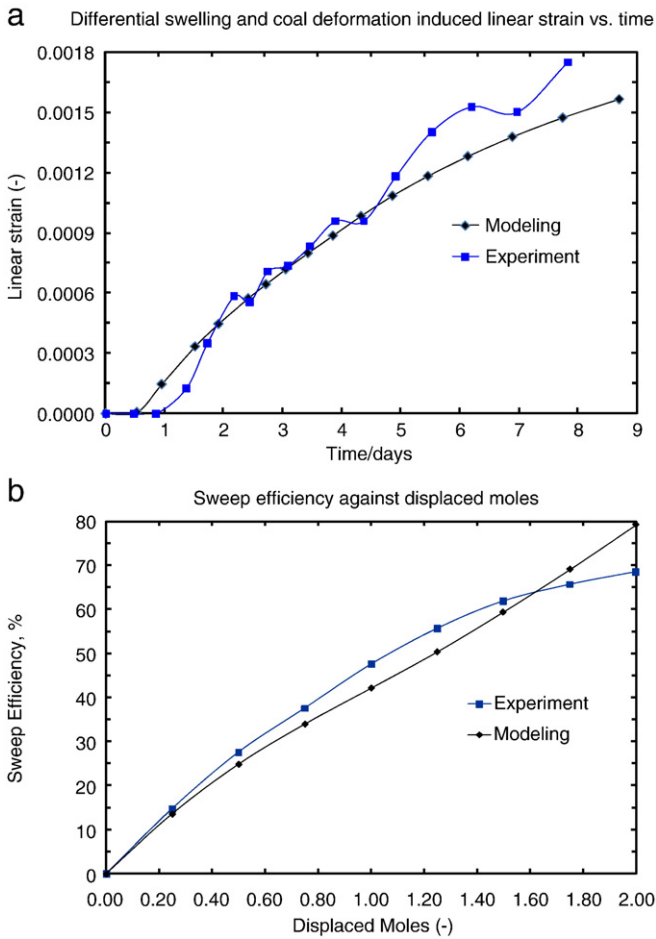 a
Differential swelling and coal deformation induced linear strain vs. time
0.0018
0.0015
0.0012
0.0009
0.0006
0.0003
0.0000
Linear strain (-)
Modeling
Experiment
0 1 2 3 4 5 6 7 8 9
Time/days
b
Sweep efficiency against displaced moles
80
70
60
50
40
30
20
10
0
Sweep Efficiency, %
Experiment
Modeling
0.00 0.20 0.40 0.60 0.80 1.00 1.20 1.40 1.60 1.80 2.00
Displaced Moles (-)